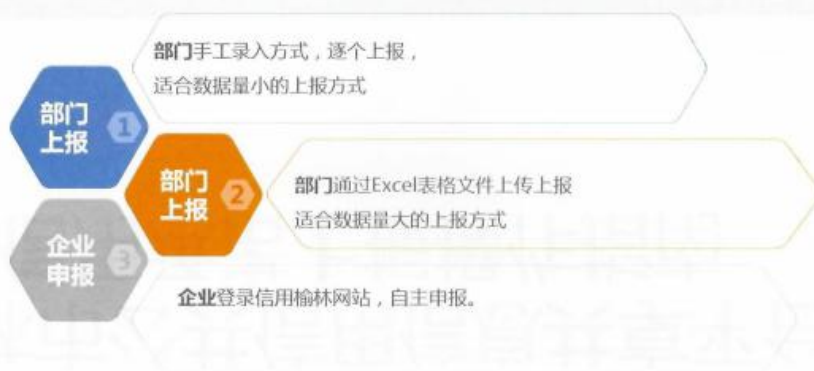 部门手工录入方式，逐个上报，
适合数据量小的上报方式
部门
上报
1
部门
上报
2
部门通过Excel表格文件上传上报
适合数据量大的上报方式
企业
申报
3
企业登录信用榆林网站，自主申报。